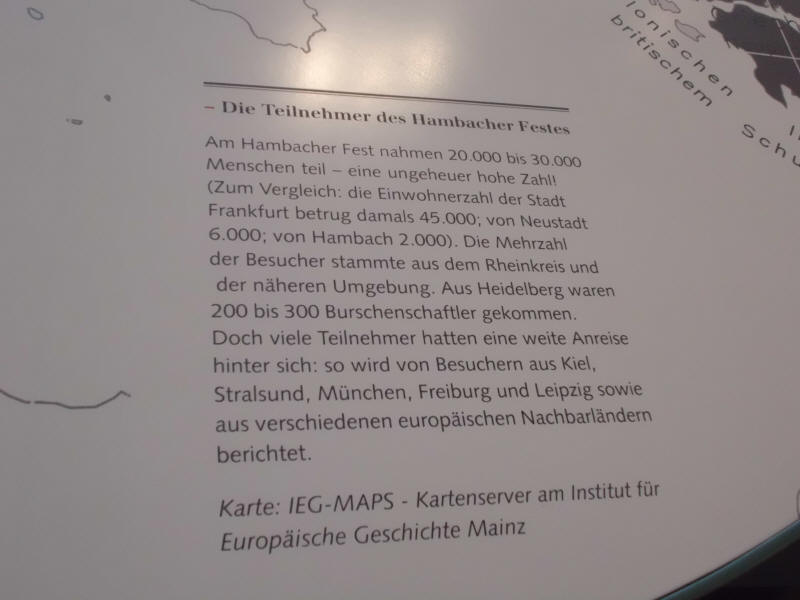 – Die Teilnehmer des Hambacher Festes
Am Hambacher Fest nahmen 20.000 bis 30.000
Menschen teil – eine ungeheuer hohe Zahl!
(Zum Vergleich: die Einwohnerzahl der Stadt
Frankfurt betrug damals 45.000; von Neustadt
6.000; von Hambach 2.000). Die Mehrzahl
der Besucher stammte aus dem Rheinkreis und
der näheren Umgebung. Aus Heidelberg waren
200 bis 300 Burschenschaftler gekommen.
Doch viele Teilnehmer hatten eine weite Anreise
hinter sich: so wird von Besuchern aus Kiel,
Stralsund, München, Freiburg und Leipzig sowie
aus verschiedenen europäischen Nachbarländern
berichtet.
Karte: IEG-MAPS - Kartenserver am Institut für
Europäische Geschichte Mainz
Ionischen
britischem
Schu